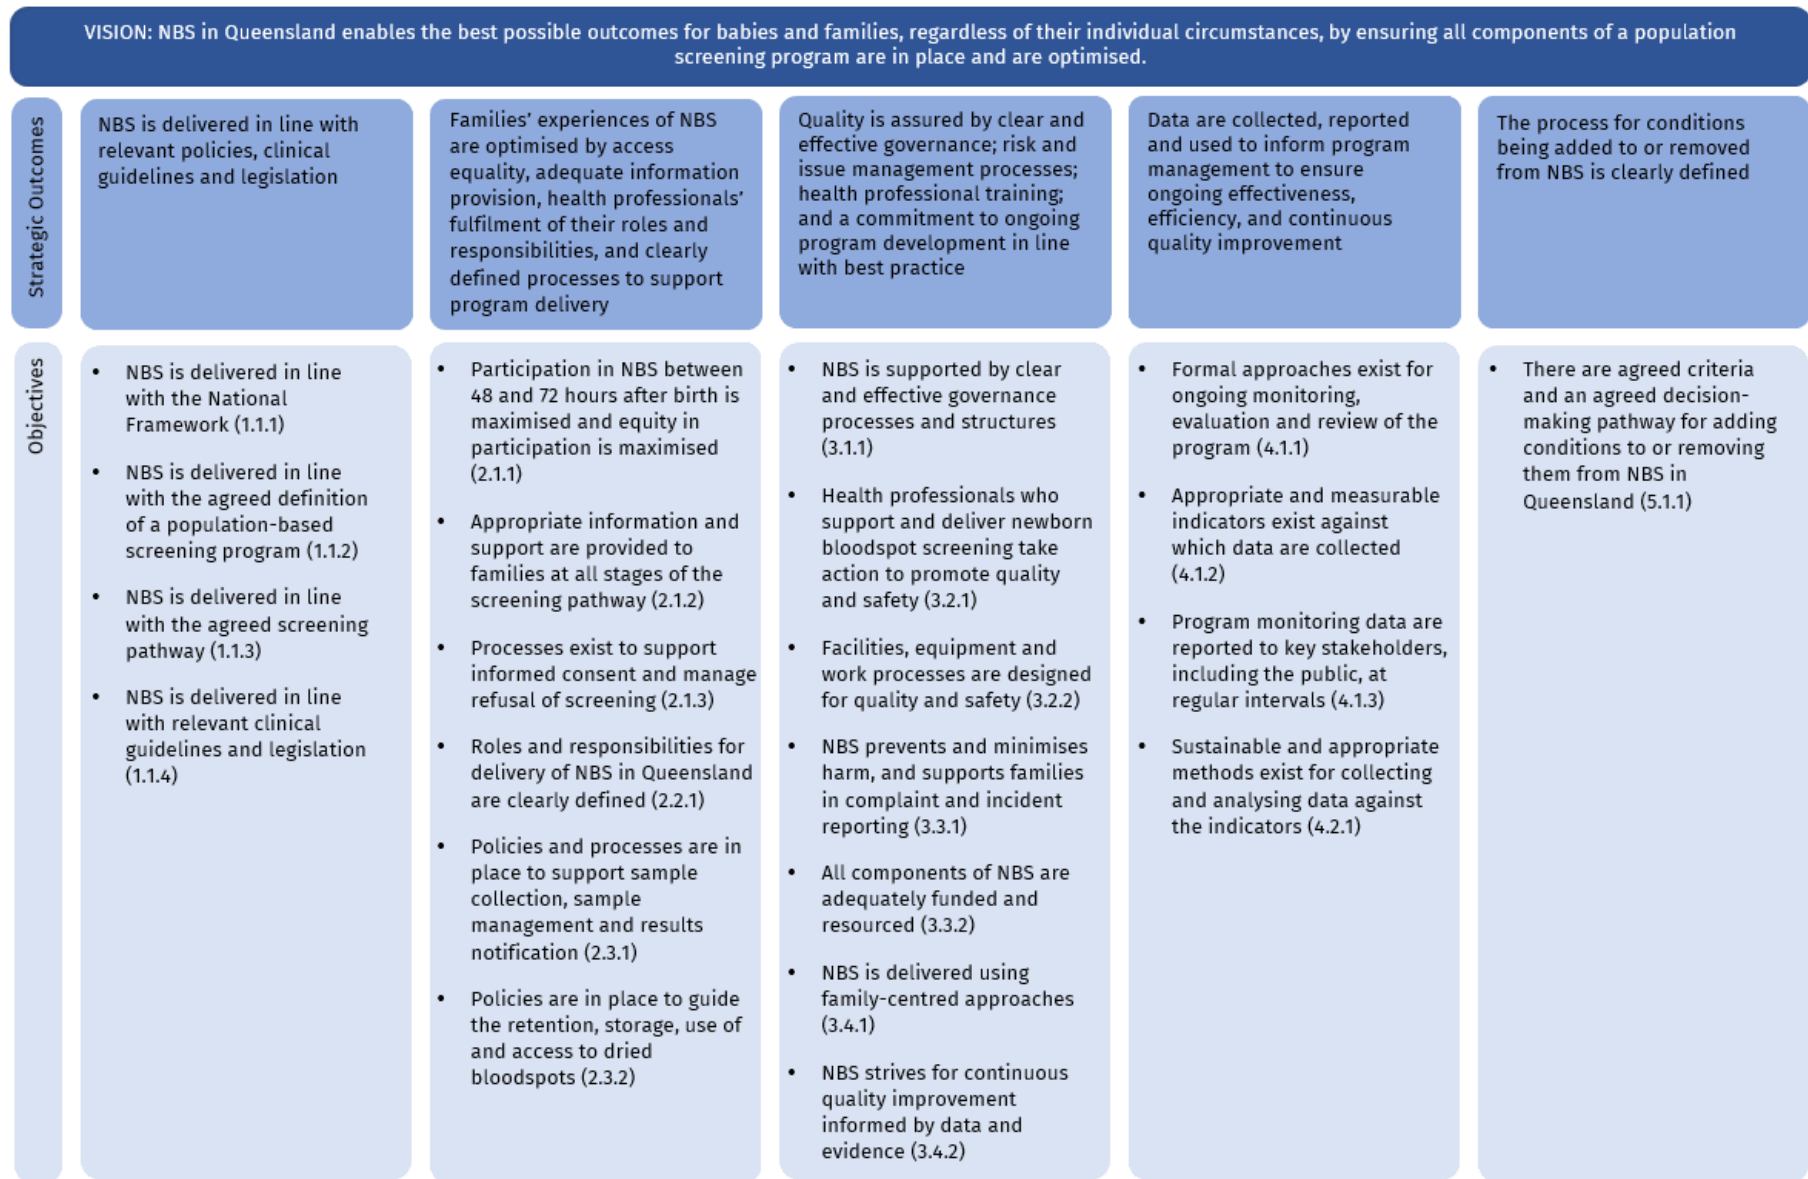 VISION: NBS in Queensland enables the best possible outcomes for babies and families, regardless of their individual circumstances, by ensuring all components of a population
screening program are in place and are optimised.
Strategic Outcomes
NBS is delivered in line with
relevant policies, clinical
guidelines and legislation
Families’ experiences of NBS
are optimised by access
equality, adequate information
provision, health professionals’
fulfilment of their roles and
responsibilities, and clearly
defined processes to support
program delivery
Quality is assured by clear and
effective governance; risk and
issue management processes;
health professional training;
and a commitment to ongoing
program development in line
with best practice
Data are collected, reported
and used to inform program
management to ensure
ongoing effectiveness,
efficiency, and continuous
quality improvement
The process for conditions
being added to or removed
from NBS is clearly defined
Objectives
• NBS is delivered in line
with the National
Framework (1.1.1)
• NBS is delivered in line
with the agreed definition
of a population-based
screening program (1.1.2)
• NBS is delivered in line
with the agreed screening
pathway (1.1.3)
• NBS is delivered in line
with relevant clinical
guidelines and legislation
(1.1.4)
• Participation in NBS between
48 and 72 hours after birth is
maximised and equity in
participation is maximised
(2.1.1)
• Appropriate information and
support are provided to
families at all stages of the
screening pathway (2.1.2)
• Processes exist to support
informed consent and manage
refusal of screening (2.1.3)
• Roles and responsibilities for
delivery of NBS in Queensland
are clearly defined (2.2.1)
• Policies and processes are in
place to support sample
collection, sample
management and results
notification (2.3.1)
• Policies are in place to guide
the retention, storage, use of
and access to dried
bloodspots (2.3.2)
• NBS is supported by clear
and effective governance
processes and structures
(3.1.1)
• Health professionals who
support and deliver newborn
bloodspot screening take
action to promote quality
and safety (3.2.1)
• Facilities, equipment and
work processes are designed
for quality and safety (3.2.2)
• NBS prevents and minimises
harm, and supports families
in complaint and incident
reporting (3.3.1)
• All components of NBS are
adequately funded and
resourced (3.3.2)
• NBS is delivered using
family-centred approaches
(3.4.1)
• NBS strives for continuous
quality improvement
informed by data and
evidence (3.4.2)
• Formal approaches exist for
ongoing monitoring,
evaluation and review of the
program (4.1.1)
• Appropriate and measurable
indicators exist against
which data are collected
(4.1.2)
• Program monitoring data are
reported to key stakeholders,
including the public, at
regular intervals (4.1.3)
• Sustainable and appropriate
methods exist for collecting
and analysing data against
the indicators (4.2.1)
• There are agreed criteria
and an agreed decision-
making pathway for adding
conditions to or removing
them from NBS in
Queensland (5.1.1)